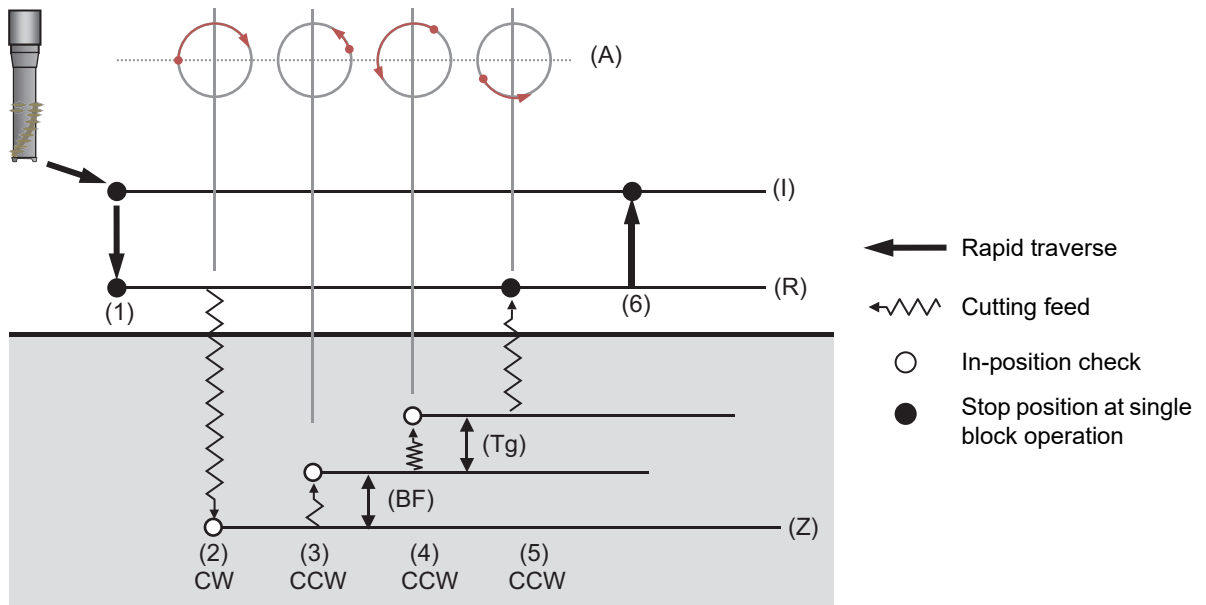 (A)
(I)
(R)
(1)
(6)
(Tg)
(BF)
(Z)
(2)
CW
(3)
CCW
(4)
CCW
(5)
CCW
Rapid traverse
Cutting feed
In-position check
Stop position at single
block operation